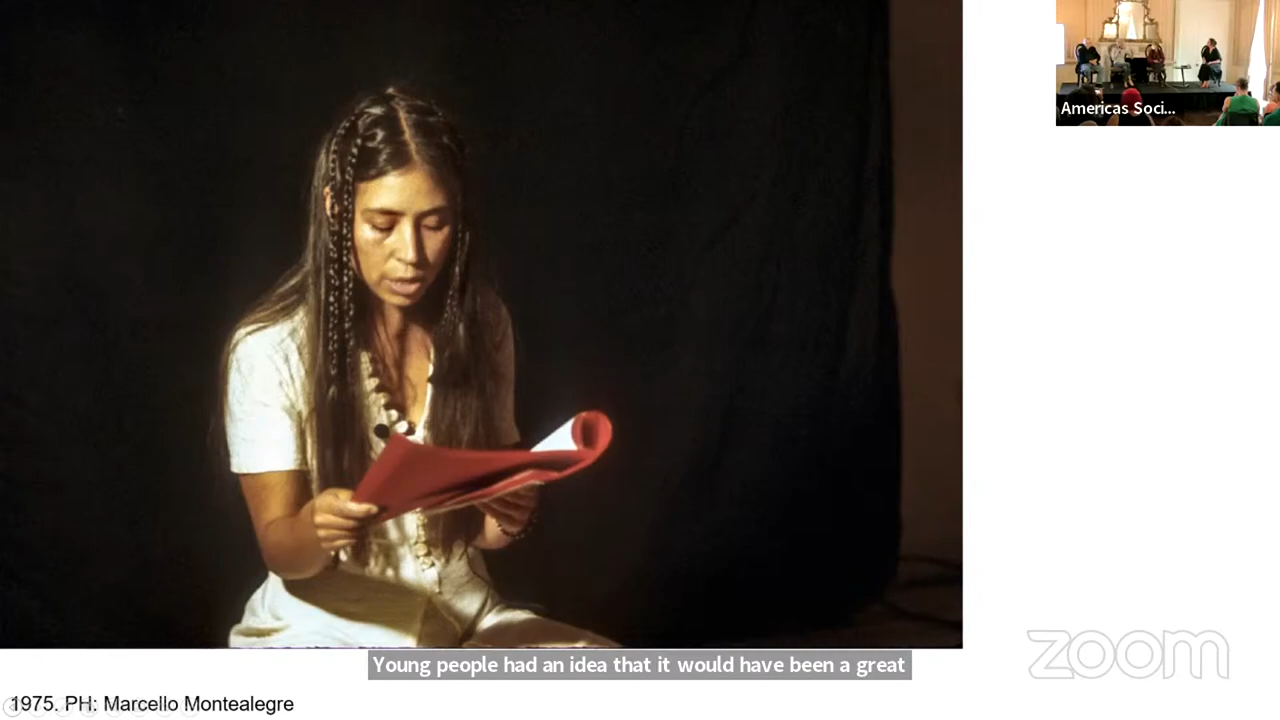 Americas Soci...
Young people had an idea that it would have been a great
zoom
1975. PH: Marcello Montealegre